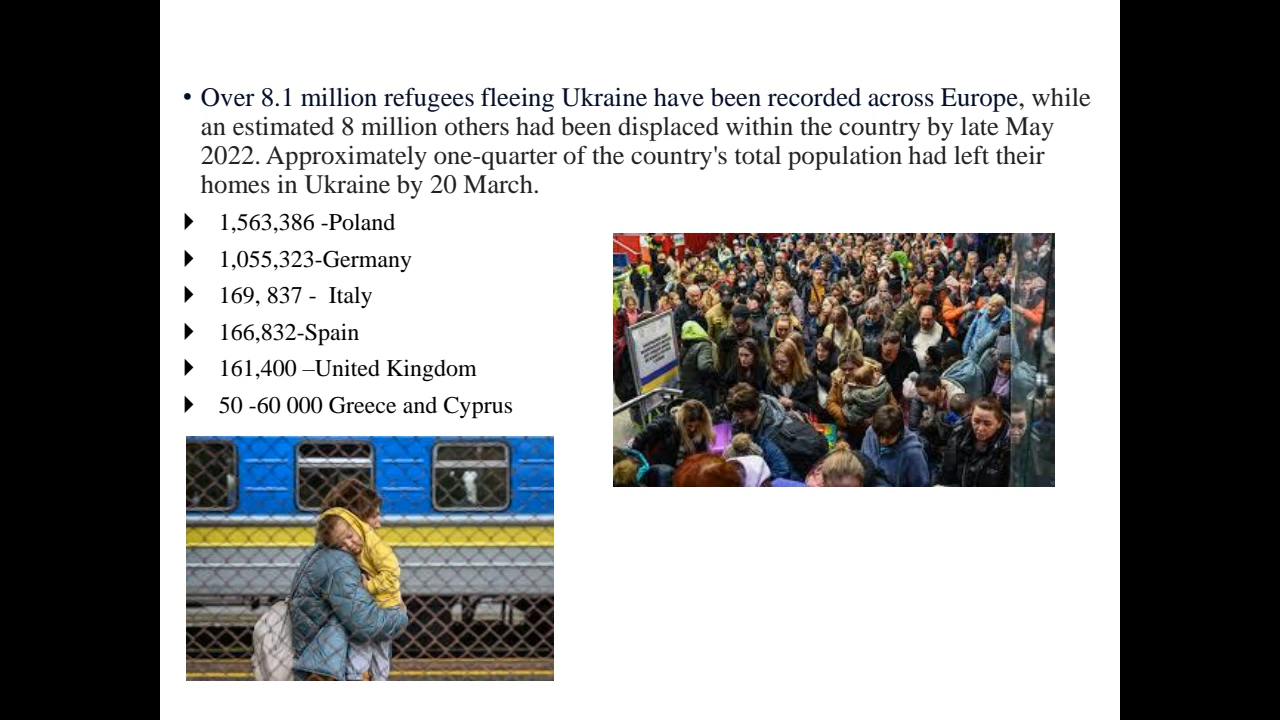 • Over 8.1 million refugees fleeing Ukraine have been recorded across Europe, while
an estimated 8 million others had been displaced within the country by late May
2022. Approximately one-quarter of the country's total population had left their
homes in Ukraine by 20 March.
1,563,386 -Poland
1,055,323-Germany
169, 837 -  Italy
166,832-Spain
161,400 –United Kingdom
50 -60 000 Greece and Cyprus